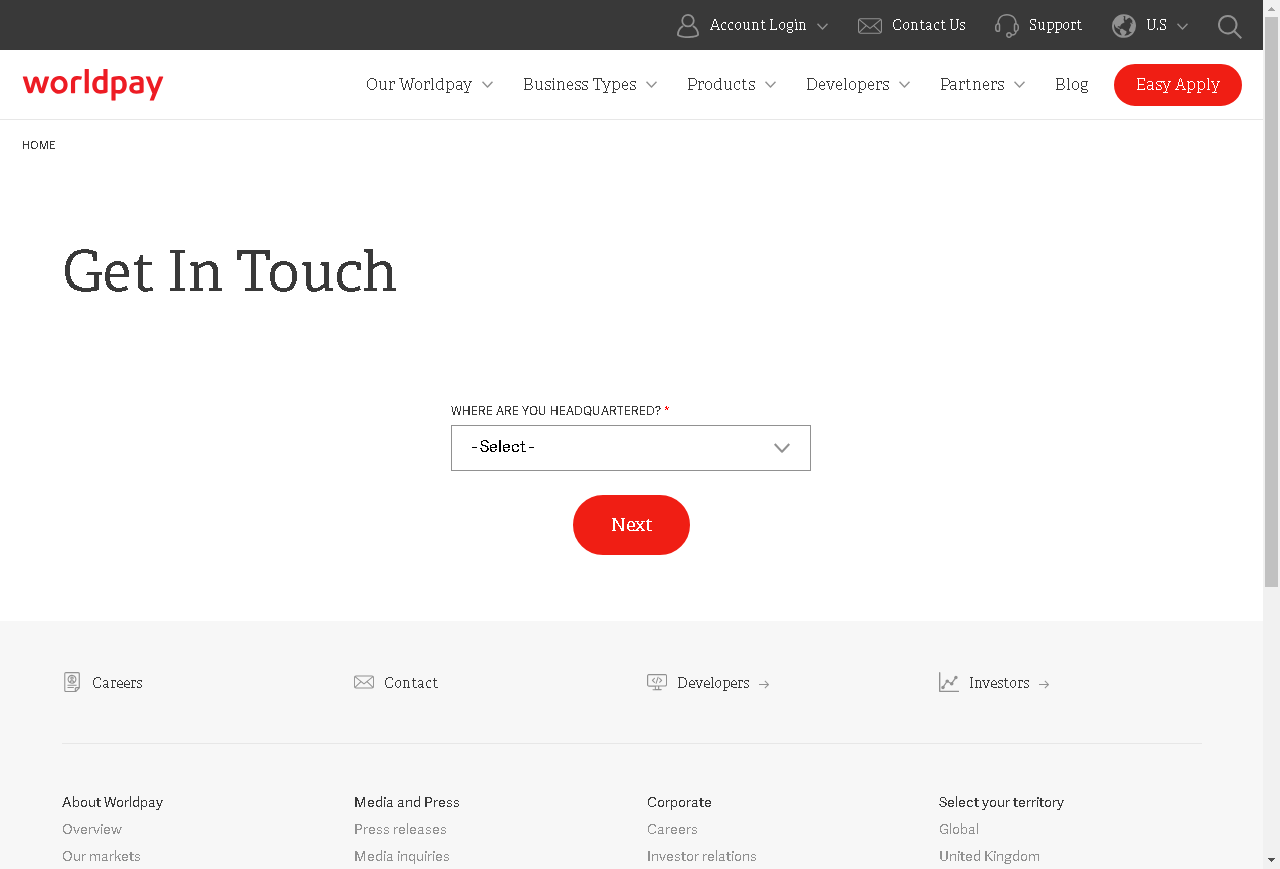 Account Login
Contact Us
Support
U.S
worldpay
Our Worldpay
Business Types
Products
Developers
Partners
Blog
Easy Apply
HOME
Get In Touch
WHERE ARE YOU HEADQUARTERED? *
- Select -
Next
Careers
Contact
Developers →
Investors →
About Worldpay
Media and Press
Corporate
Select your territory
Overview
Press releases
Careers
Global
Our markets
Media inquiries
Investor relations
United Kingdom